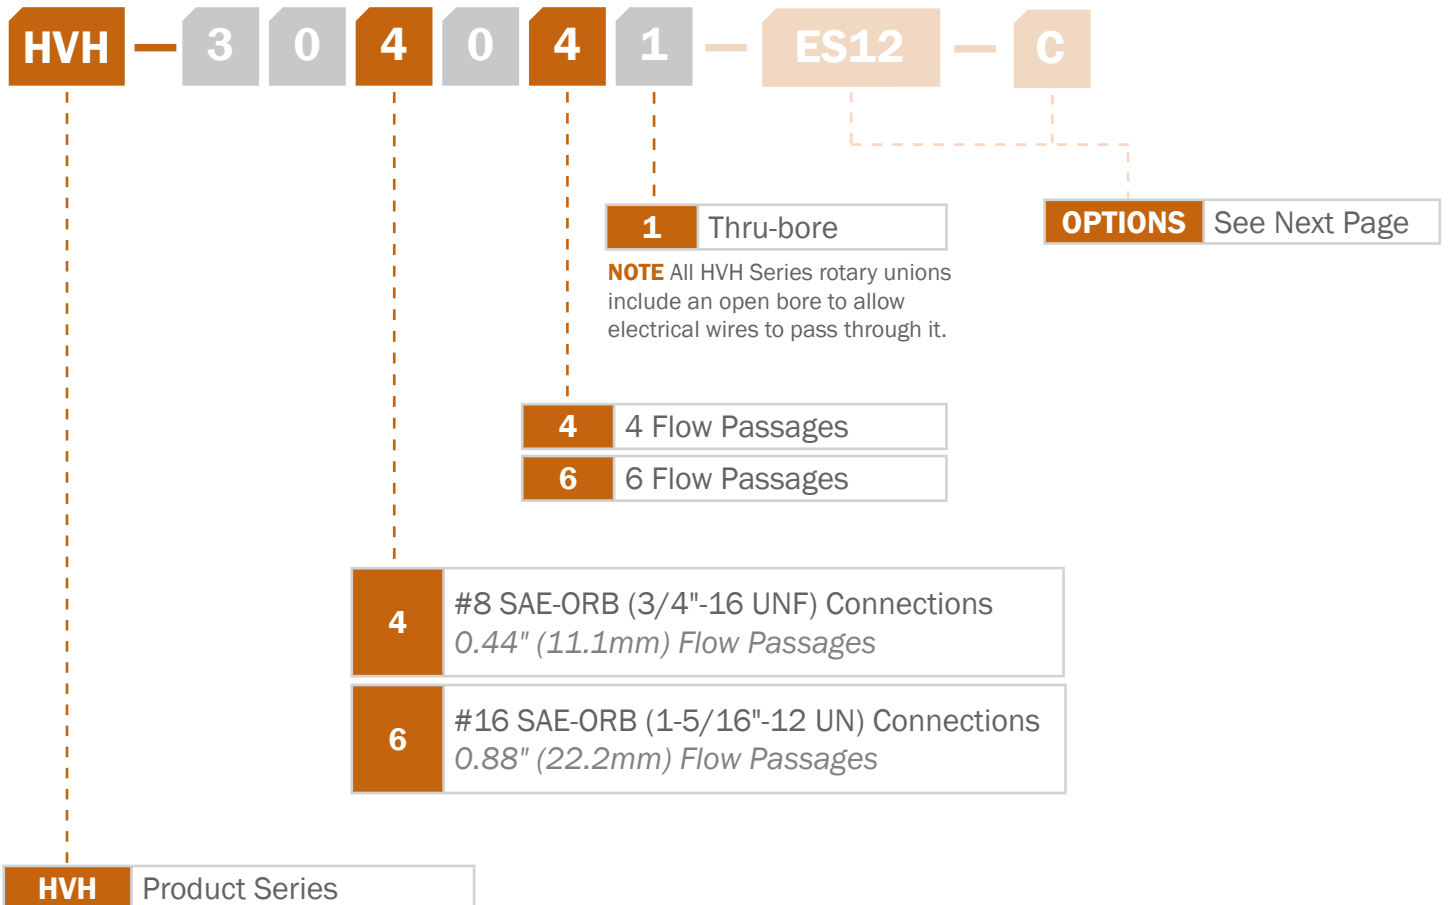 HVH — 3 0 4 0 4 1 — ES12 — C
1 Thru-bore
OPTIONS See Next Page
NOTE All HVH Series rotary unions
include an open bore to allow
electrical wires to pass through it.
4 4 Flow Passages
6 6 Flow Passages
4 #8 SAE-ORB (3/4"-16 UNF) Connections
0.44" (11.1mm) Flow Passages
6 #16 SAE-ORB (1-5/16"-12 UN) Connections
0.88" (22.2mm) Flow Passages
HVH Product Series